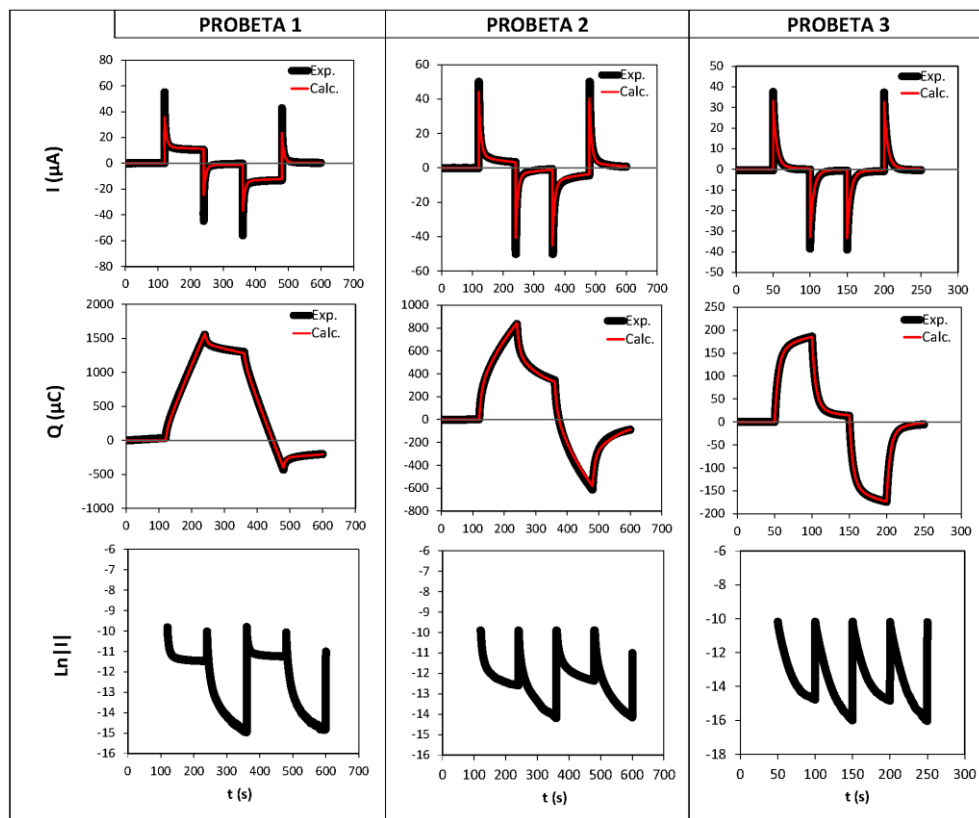 PROBETA 1
PROBETA 2
PROBETA 3
I (µA)
80
60
40
20
0
-20
-40
-60
-80
Exp.
Calc.
0 100 200 300 400 500 600 700
60
40
20
0
-20
-40
-60
Exp.
Calc.
0 100 200 300 400 500 600 700
50
40
30
20
10
0
-10
-20
-30
-40
-50
Exp.
Calc.
0 50 100 150 200 250 300
Q (µC)
2000
1500
1000
500
0
-500
-1000
Exp.
Calc.
0 100 200 300 400 500 600 700
1000
800
600
400
200
0
-200
-400
-600
-800
Exp.
Calc.
0 100 200 300 400 500 600 700
250
200
150
100
50
0
-50
-100
-150
-200
Exp.
Calc.
0 50 100 150 200 250 300
Ln|I|
-6
-7
-8
-9
-10
-11
-12
-13
-14
-15
-16
0 100 200 300 400 500 600 700
t (s)
-6
-7
-8
-9
-10
-11
-12
-13
-14
-15
-16
0 100 200 300 400 500 600 700
t (s)
-6
-8
-10
-12
-14
-16
-18
0 50 100 150 200 250 300
t (s)